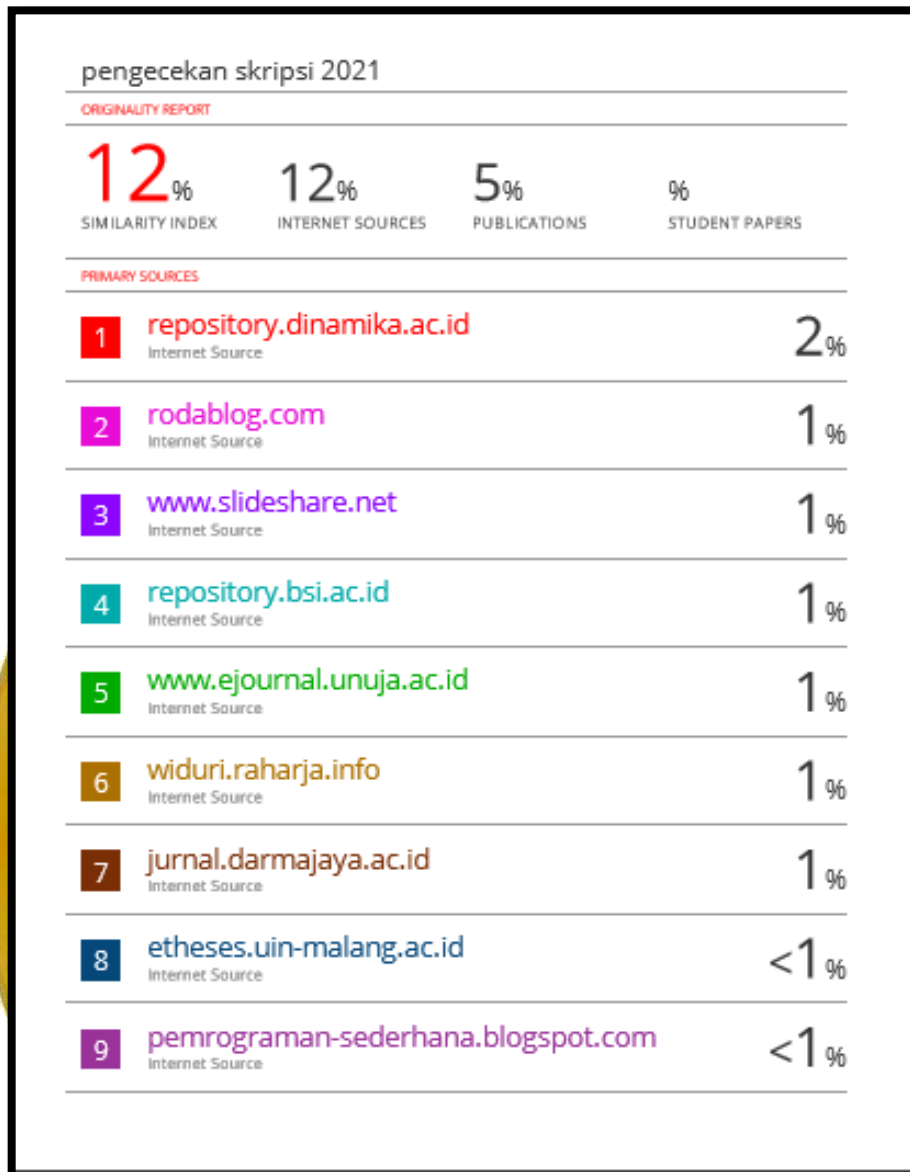 pengecekan skripsi 2021
ORIGINALITY REPORT
12% 12% 5% %
SIMILARITY INDEX INTERNET SOURCES PUBLICATIONS STUDENT PAPERS
PRIMARY SOURCES
1 repository.dinamika.ac.id 2%
Internet Source
2 rodablog.com 1%
Internet Source
3 www.slideshare.net 1%
Internet Source
4 repository.bsi.ac.id 1%
Internet Source
5 www.ejournal.unuja.ac.id 1%
Internet Source
6 widuri.raharja.info 1%
Internet Source
7 jurnal.darmajaya.ac.id 1%
Internet Source
8 etheses.uin-malang.ac.id <1%
Internet Source
9 pemrograman-sederhana.blogspot.com <1%
Internet Source